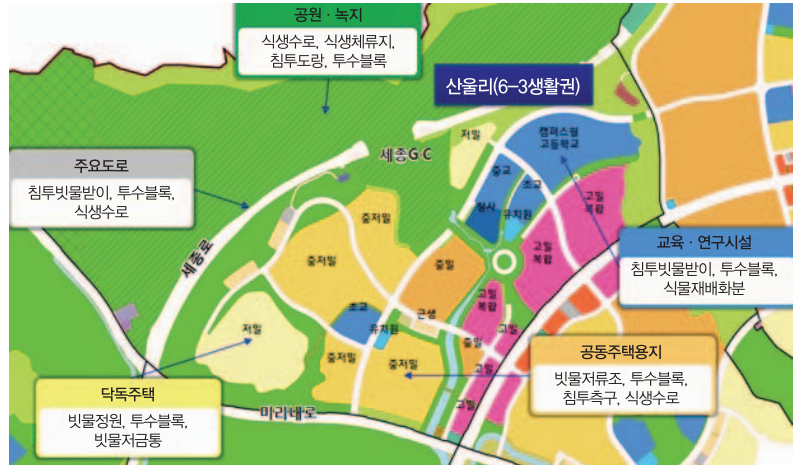 공원 · 녹지
식생수로, 식생체류지,
침투도랑, 투수블록
산울리(6-3생활권)
저밀
캠퍼스형
고등학교
세종G·C
중교
초교
주요도로
침투빗물받이, 투수블록,
식생수로
청사
유치원
고밀
복합
중저밀
교육 · 연구시설
침투빗물받이, 투수블록,
식물재배화분
세종로
중저밀
중밀
고밀
복합
고밀
복합
초교
근생
저밀
유치원
고밀
중밀
중저밀
중저밀
고밀
공동주택용지
빗물저류조, 투수블록,
침투측구, 식생수로
닥독주택
빗물정원, 투수블록,
빗물저금통
미리내로
고밀